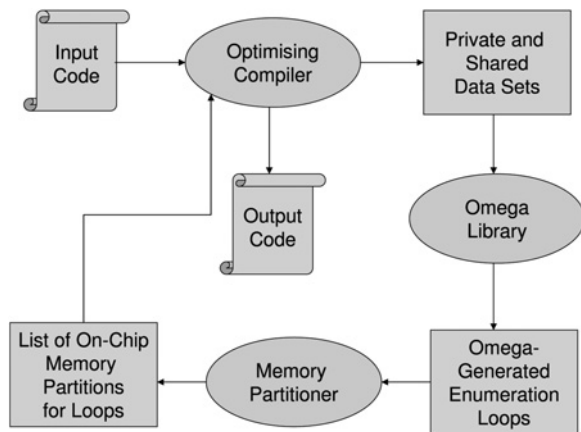 Input
Code
Optimising
Compiler
Private and
Shared
Data Sets
Output
Code
Omega
Library
List of On-Chip
Memory
Partitions
for Loops
Memory
Partitioner
Omega-
Generated
Enumeration
Loops